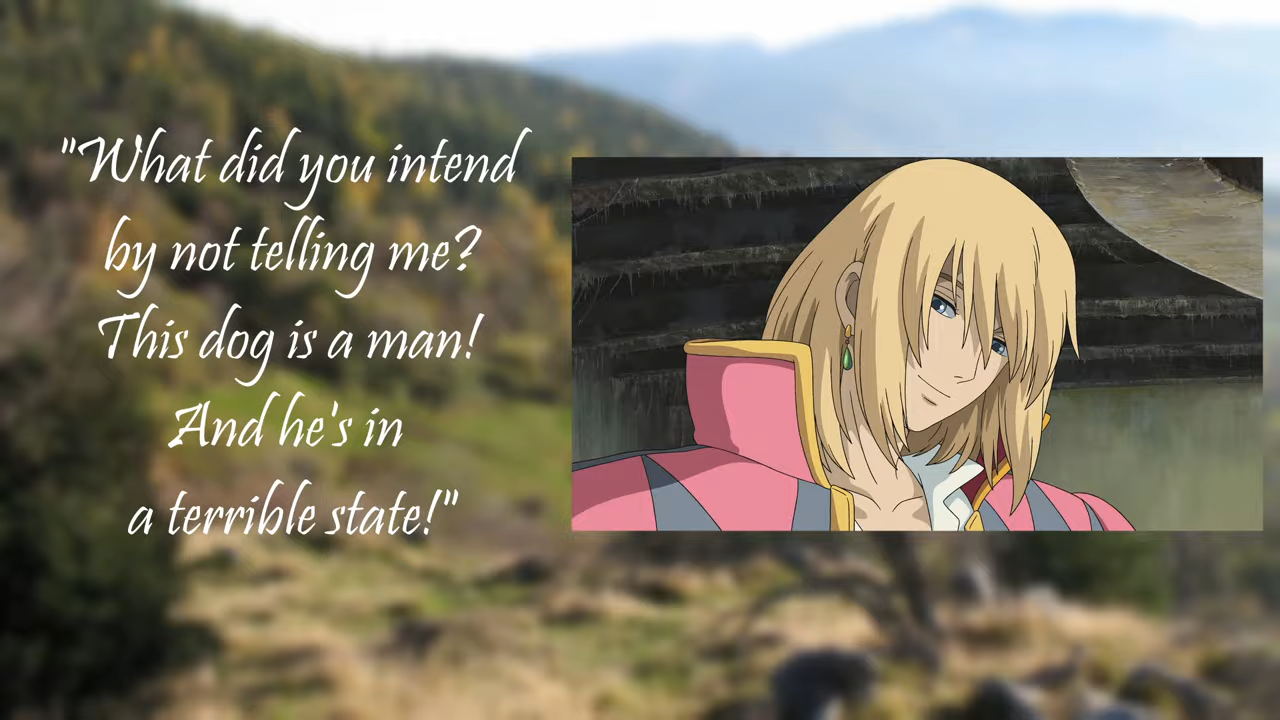 "What did you intend
by not telling me?
This dog is a man!
And he's in
a terrible state!"